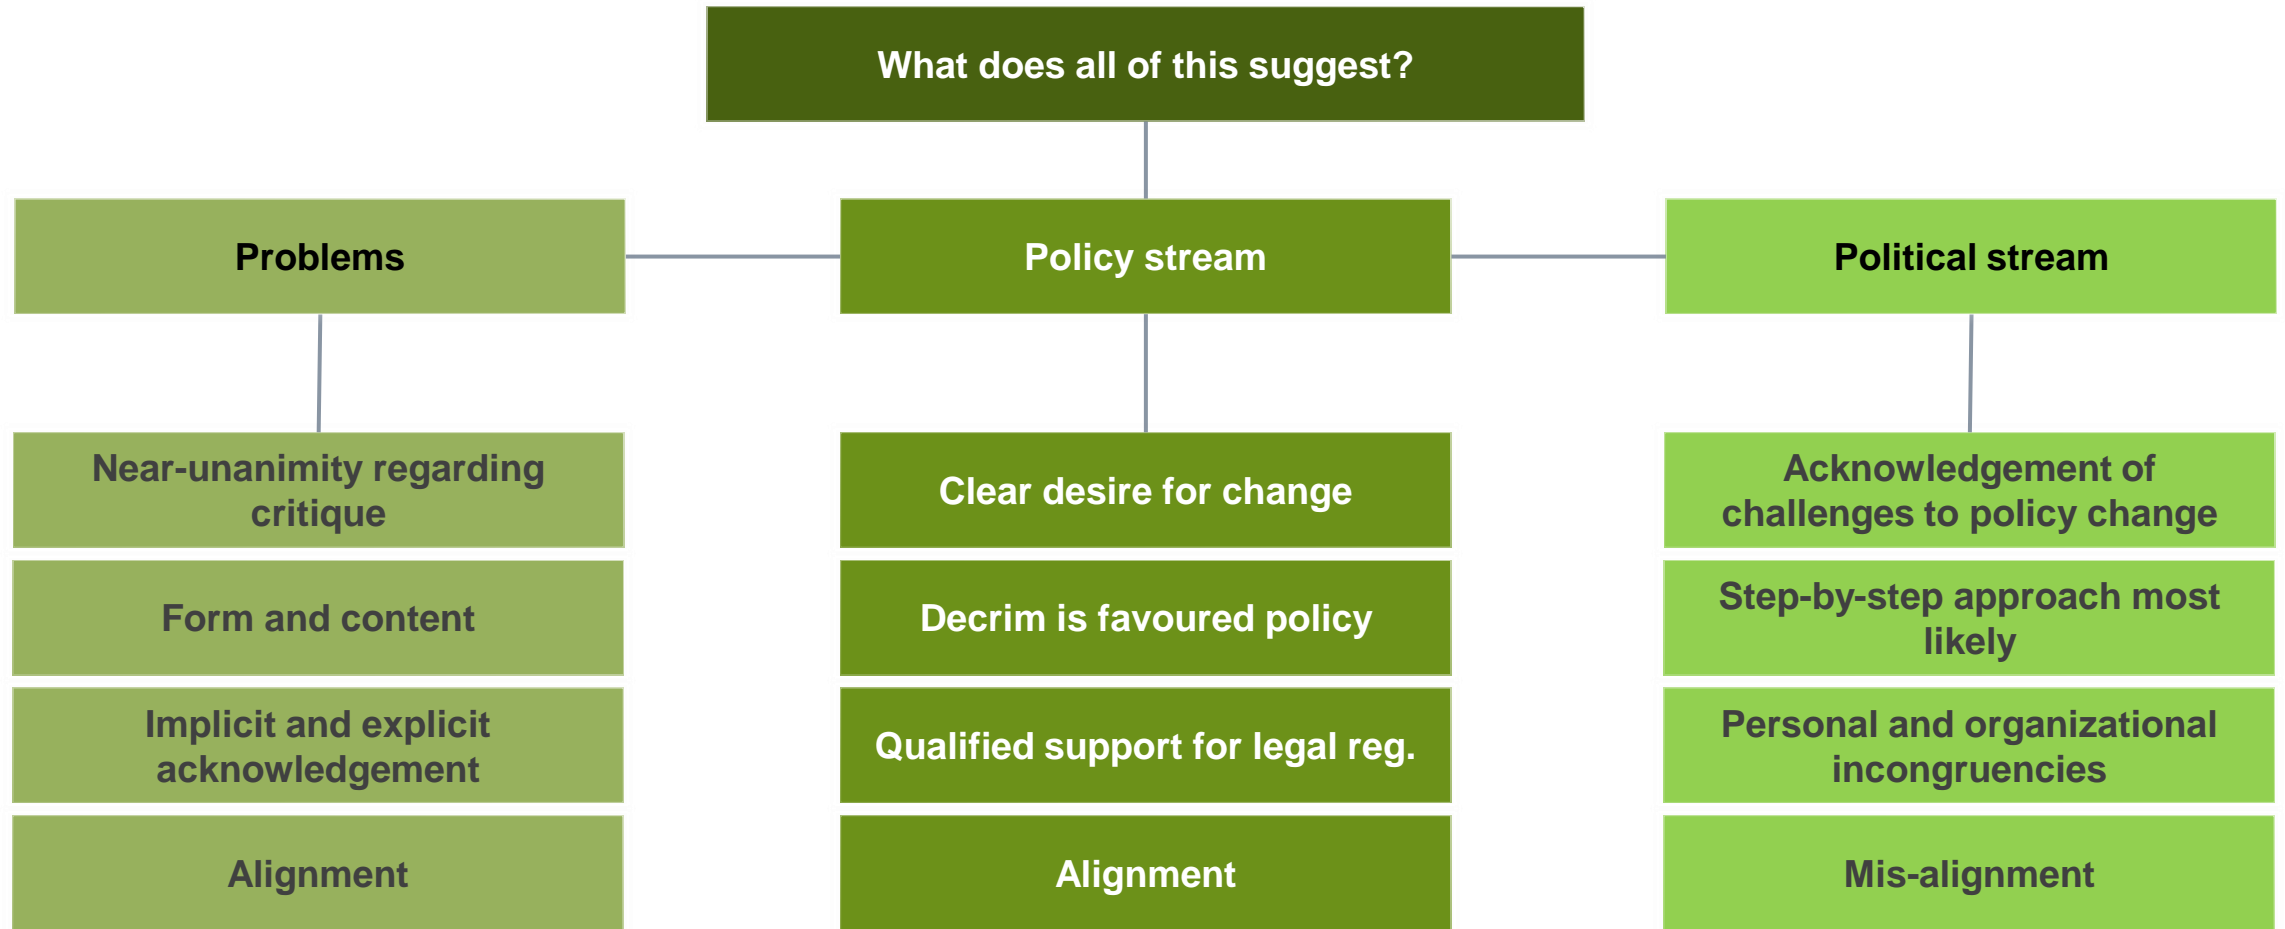 What does all of this suggest?
Problems
Policy stream
Political stream
Near-unanimity regarding
critique
Form and content
Implicit and explicit
acknowledgement
Alignment
Clear desire for change
Decrim is favoured policy
Qualified support for legal reg.
Alignment
Acknowledgement of
challenges to policy change
Step-by-step approach most
likely
Personal and organizational
incongruencies
Mis-alignment